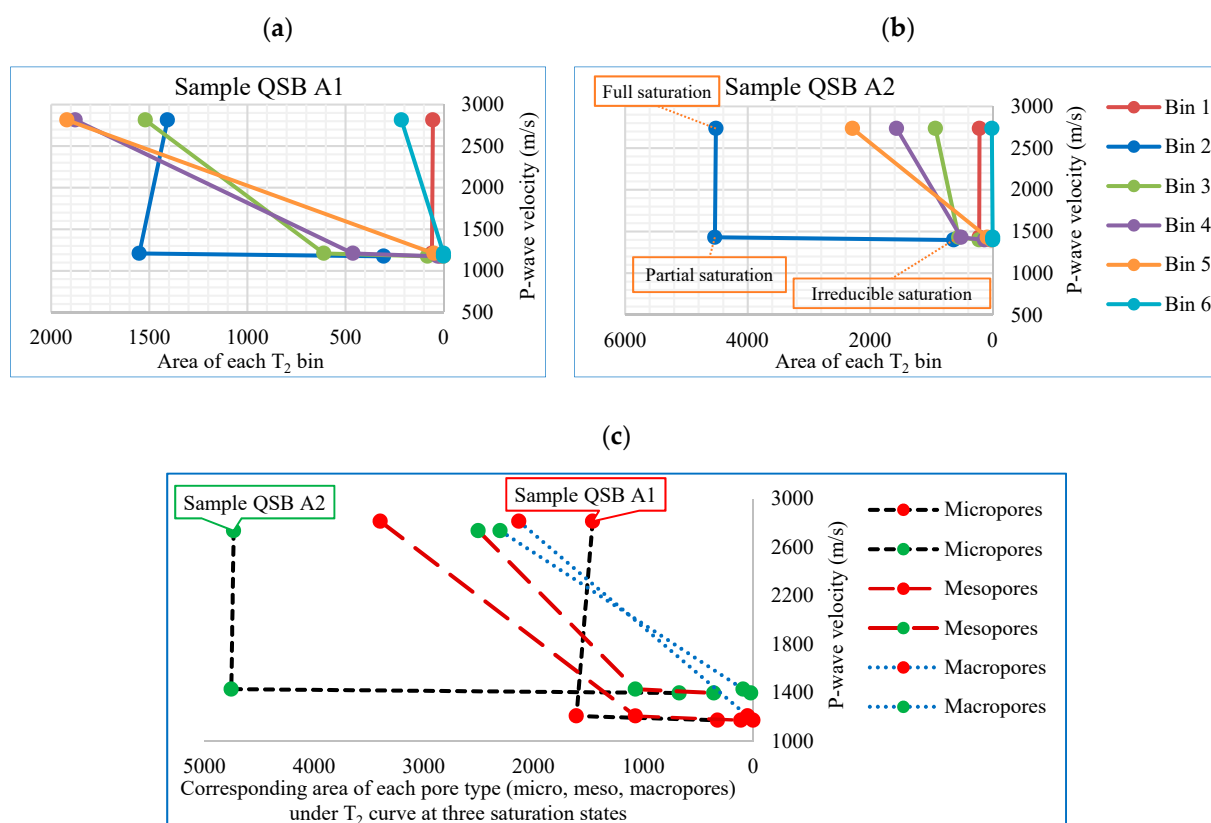 (a)
(b)
Sample QSB A1
3000
2500
2000
1500
1000
500
P-wave velocity (m/s)
2000 1500 1000 500 0
Area of each T₂ bin
Sample QSB A2
Full saturation
Partial saturation
Irreducible saturation
3000
2500
2000
1500
1000
500
P-wave velocity (m/s)
6000 4000 2000 0
Area of each T₂ bin
Bin 1
Bin 2
Bin 3
Bin 4
Bin 5
Bin 6
(c)
Sample QSB A2
Sample QSB A1
3000
2600
2200
1800
1400
1000
P-wave velocity (m/s)
5000 4000 3000 2000 1000 0
Corresponding area of each pore type (micro, meso, macropores)
under T₂ curve at three saturation states
Micropores
Micropores
Mesopores
Mesopores
Macropores
Macropores